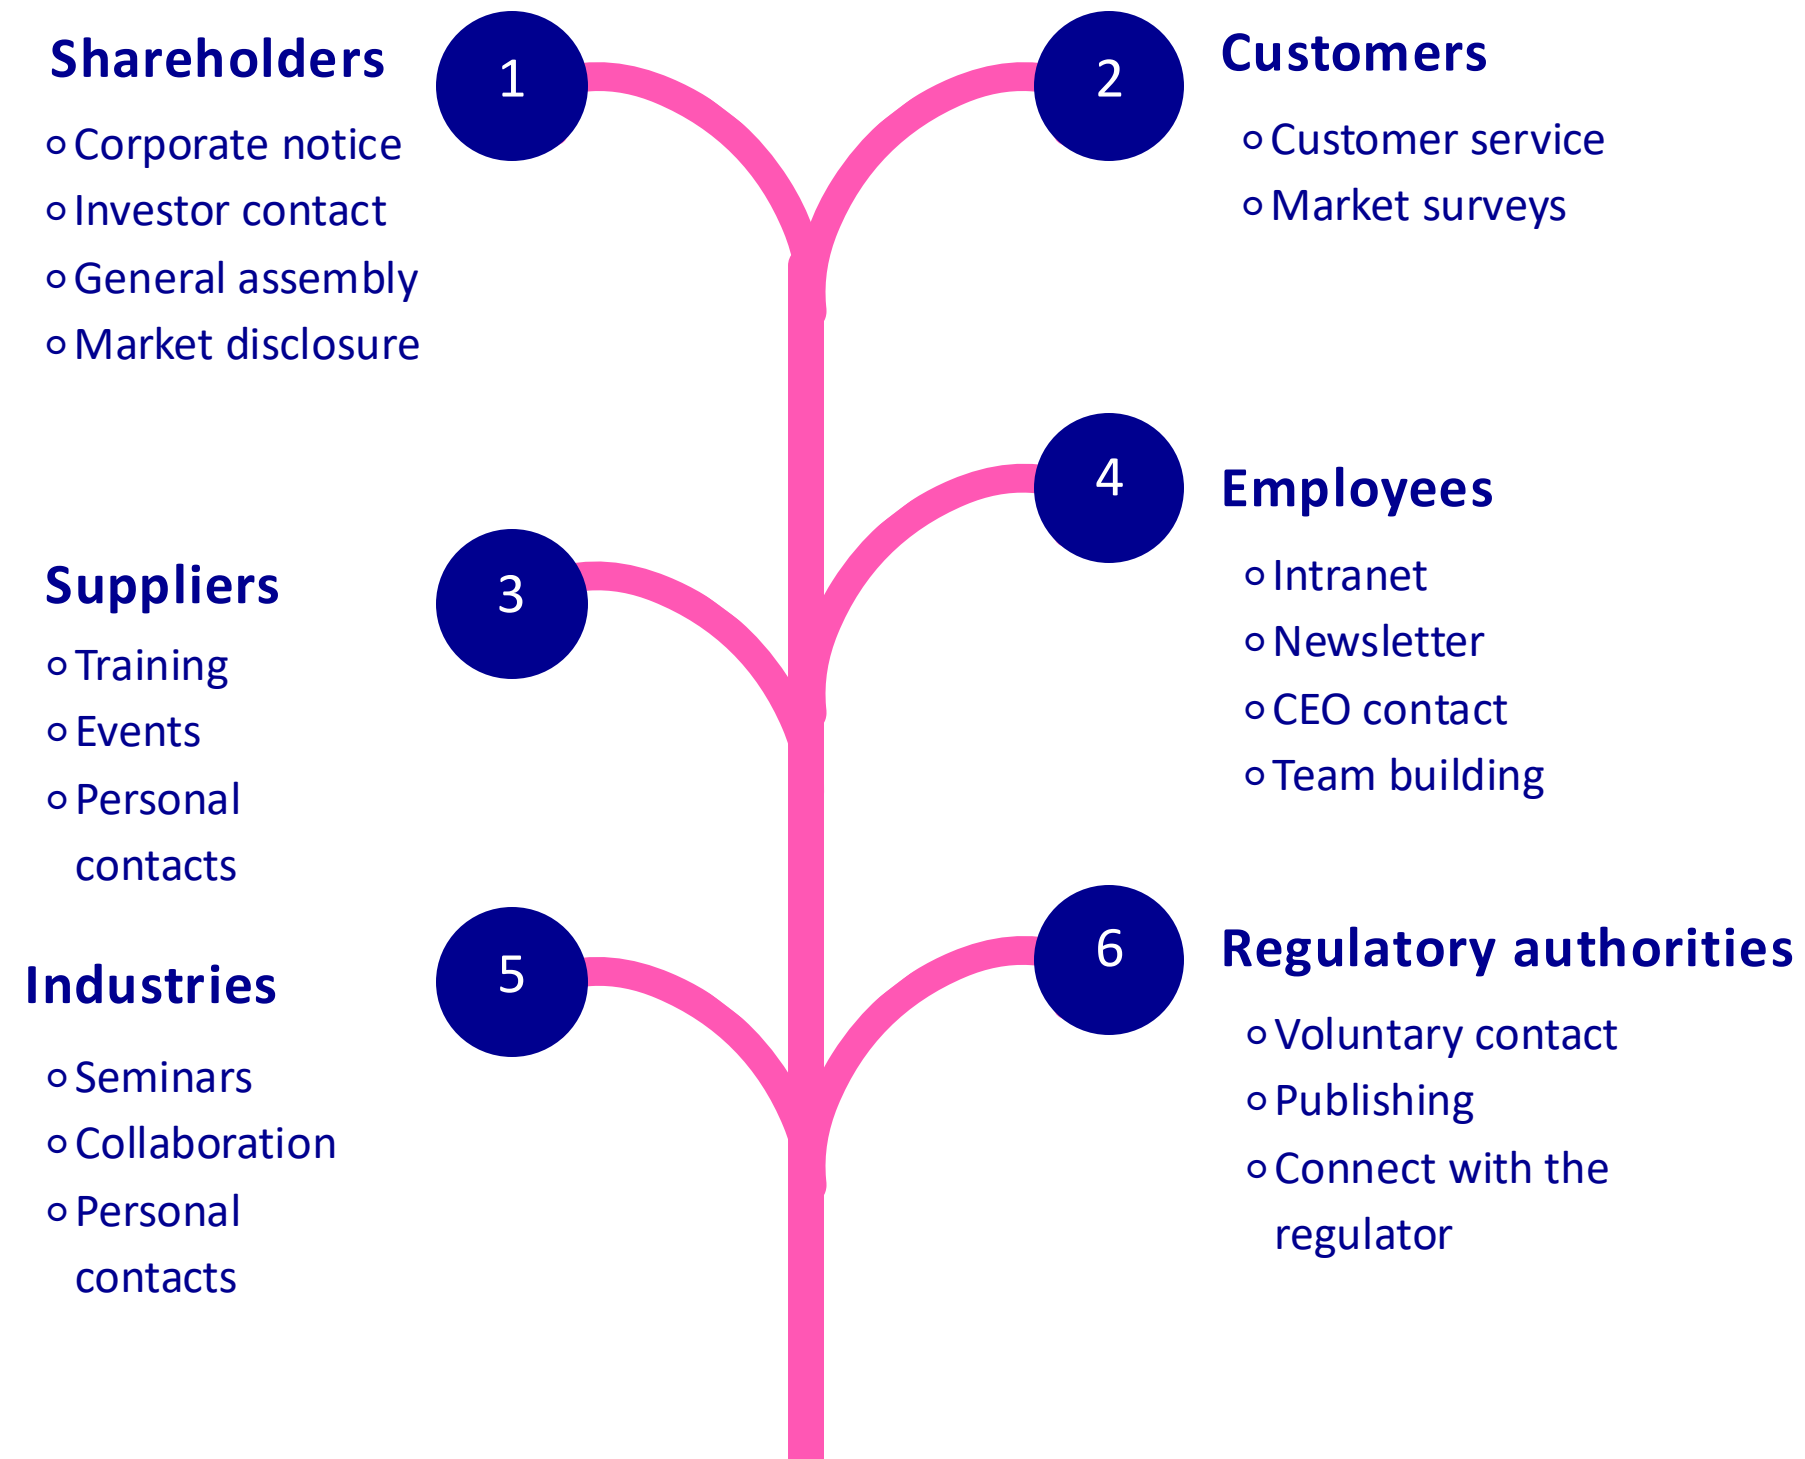 Shareholders
1
Corporate notice
Investor contact
General assembly
Market disclosure
2
Customers
Customer service
Market surveys
Suppliers
3
Training
Events
Personal
contacts
4
Employees
Intranet
Newsletter
CEO contact
Team building
Industries
5
Seminars
Collaboration
Personal
contacts
6
Regulatory authorities
Voluntary contact
Publishing
Connect with the
regulator